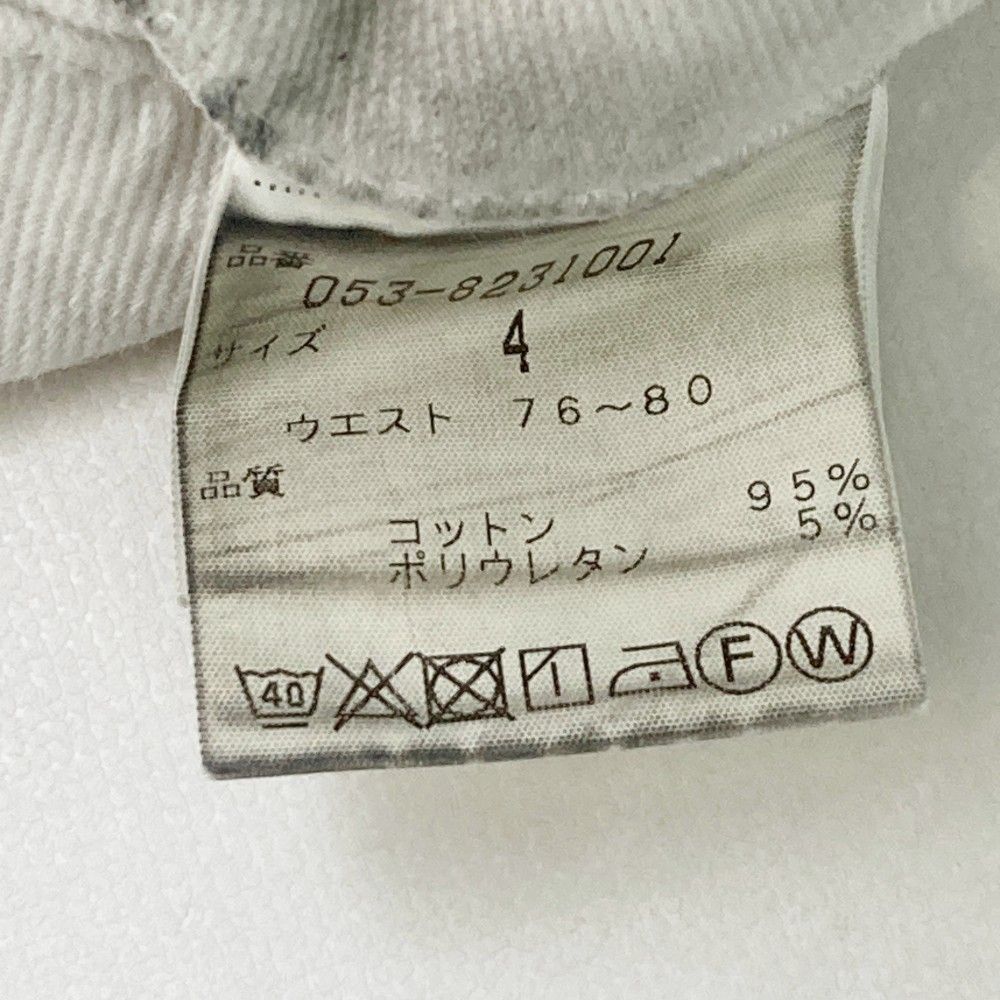 品番
053-8231001
サイズ 4
ウエスト 76〜80
品質
コットン 95%
ポリウレタン 5%
40 F W